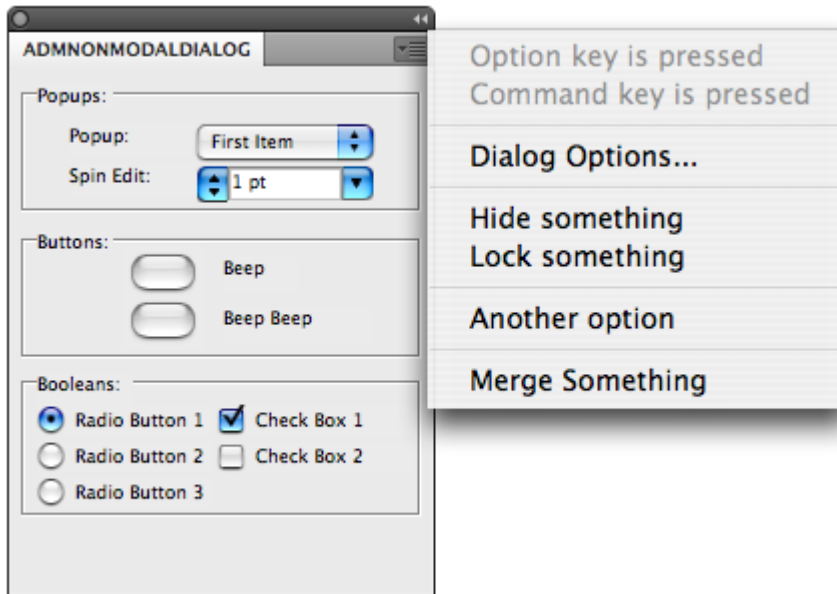 ADMNONMODALDIALOG
Popups:
Popup: First Item
Spin Edit: 1 pt
Buttons:
Beep
Beep Beep
Booleans:
Radio Button 1 Check Box 1
Radio Button 2 Check Box 2
Radio Button 3
Option key is pressed
Command key is pressed
Dialog Options...
Hide something
Lock something
Another option
Merge Something